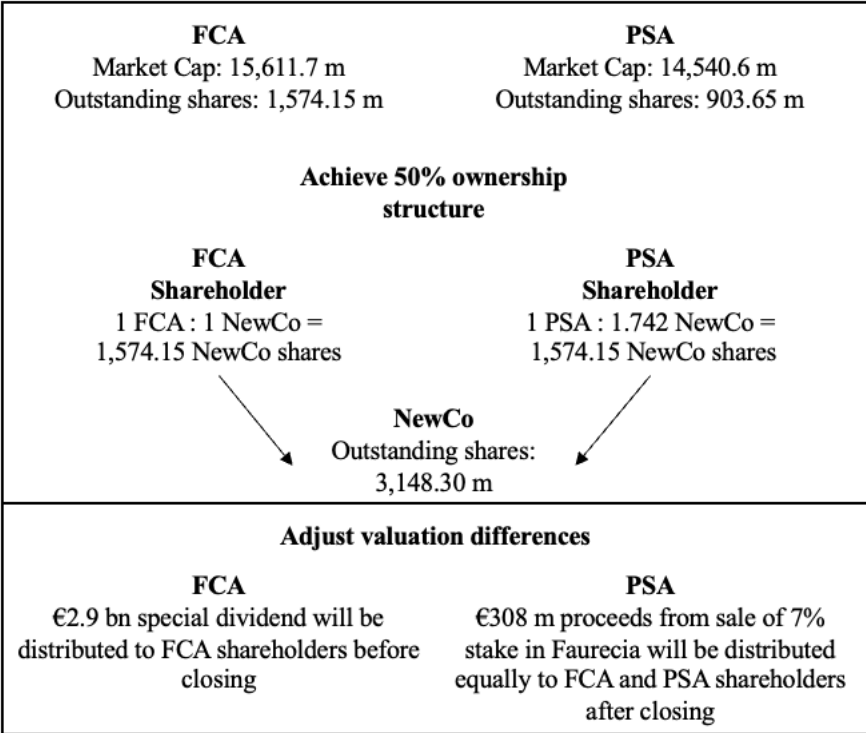 FCA
Market Cap: 15,611.7 m
Outstanding shares: 1,574.15 m
PSA
Market Cap: 14,540.6 m
Outstanding shares: 903.65 m
Achieve 50% ownership
structure
FCA
Shareholder
1 FCA : 1 NewCo =
1,574.15 NewCo shares
PSA
Shareholder
1 PSA : 1.742 NewCo =
1,574.15 NewCo shares
NewCo
Outstanding shares:
3,148.30 m
Adjust valuation differences
FCA
€2.9 bn special dividend will be
distributed to FCA shareholders before
closing
PSA
€308 m proceeds from sale of 7%
stake in Faurecia will be distributed
equally to FCA and PSA shareholders
after closing